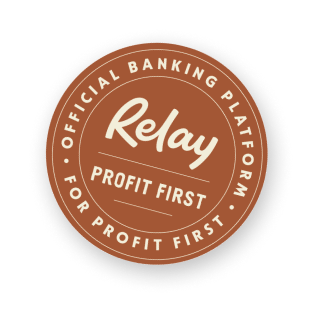 OFFICIAL BANKING PLATFORM
Relay
PROFIT FIRST
• FOR PROFIT FIRST •